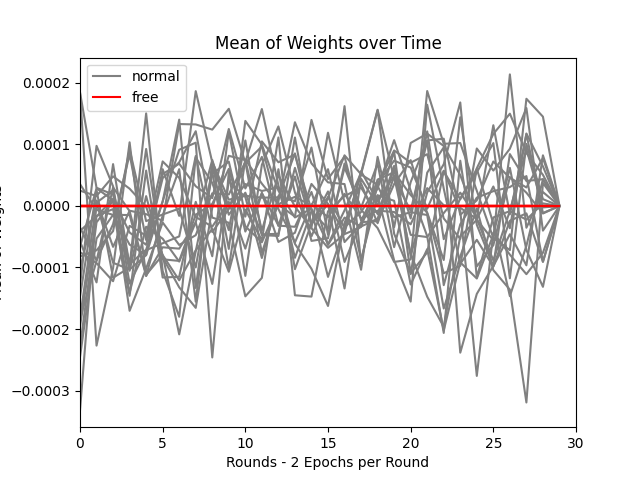 Mean of Weights over Time
normal
free
0.0002
0.0001
0.0000
−0.0001
−0.0002
−0.0003
0 5 10 15 20 25 30
Rounds - 2 Epochs per Round